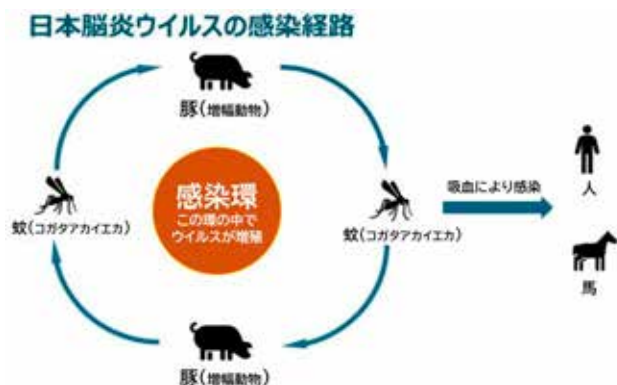 日本脳炎ウイルスの感染経路
豚(増幅動物)
感染環
この環の中で
ウイルスが増殖
蚊(コガタアカイエカ)
蚊(コガタアカイエカ)
吸血により感染
人
馬
豚(増幅動物)